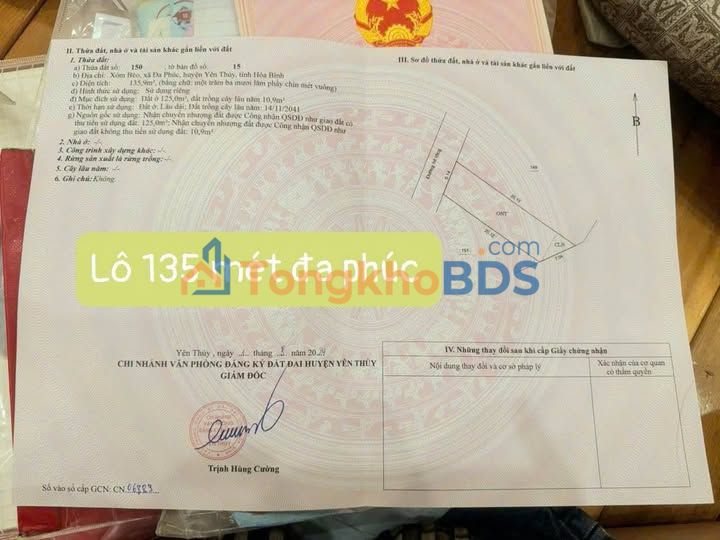 II. Thửa đất, nhà ở và tài sản khác gắn liền với đất
1. Thửa đất:
a) Thửa đất số: 150, tờ bản đồ số: 15
b) Địa chỉ: Xóm Bèo, xã Đa Phúc, huyện Yên Thủy, tỉnh Hòa Bình
c) Diện tích: 135,9m², (bằng chữ: một trăm ba mươi lăm phẩy chín mét vuông)
d) Hình thức sử dụng: Sử dụng riêng
đ) Mục đích sử dụng: Đất ở 125,0m², đất trồng cây lâu năm 10,9m²
e) Thời hạn sử dụng: Đất ở: Lâu dài; Đất trồng cây lâu năm: 14/11/2041
g) Nguồn gốc sử dụng: Nhận chuyển nhượng đất được Công nhận QSDĐ như giao đất có
thu tiền sử dụng đất: 125,0m²; Nhận chuyển nhượng đất được Công nhận QSDĐ như
giao đất không thu tiền sử dụng đất: 10,9m²
2. Nhà ở: -/-
3. Công trình xây dựng khác: -/-
4. Rừng sản xuất là rừng trồng: -/-
5. Cây lâu năm: -/-
6. Ghi chú: Không.
III. Sơ đồ thửa đất, nhà ở và tài sản khác gắn liền với đất
B
149
ONT
CLN
151
Lô 135 mét đa phúc
TongkhoBDS
.com
Yên Thủy, ngày tháng năm 20
CHI NHÁNH VĂN PHÒNG ĐĂNG KÝ ĐẤT ĐAI HUYỆN YÊN THỦY
GIÁM ĐỐC
Trịnh Hùng Cường
Số vào sổ cấp GCN: CN
IV. Những thay đổi sau khi cấp Giấy chứng nhận
Nội dung thay đổi và cơ sở pháp lý
Xác nhận của cơ quan
có thẩm quyền